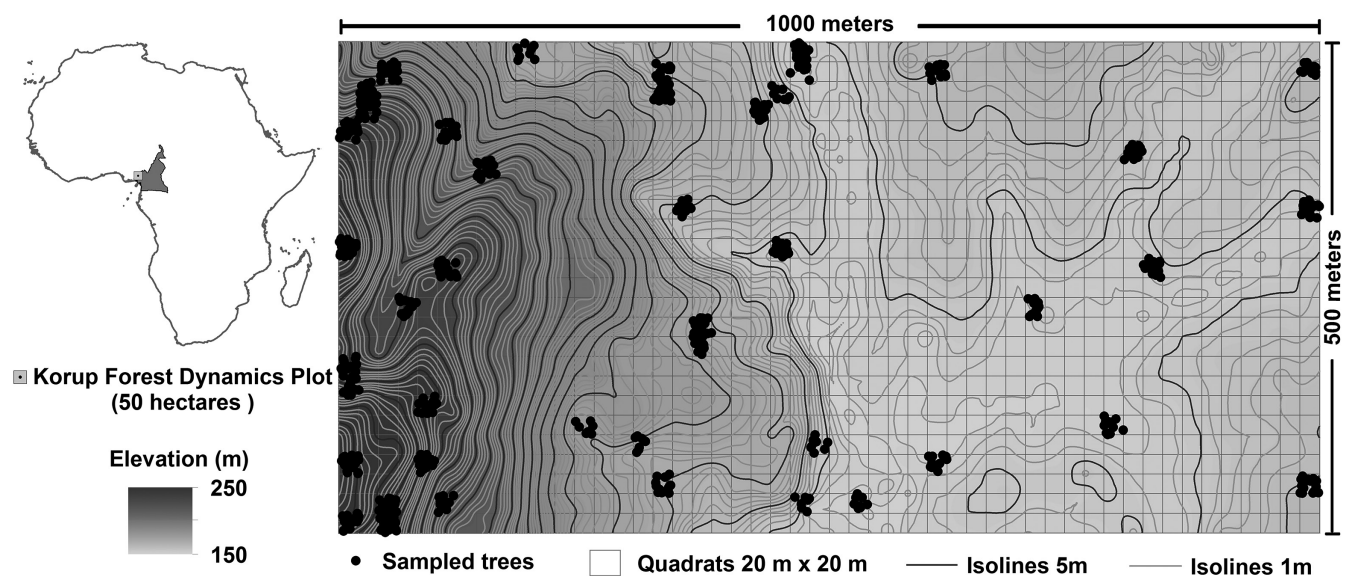 1000 meters
500 meters
Korup Forest Dynamics Plot
(50 hectares )
Elevation (m)
250
150
Sampled trees
Quadrats 20 m x 20 m
Isolines 5m
Isolines 1m